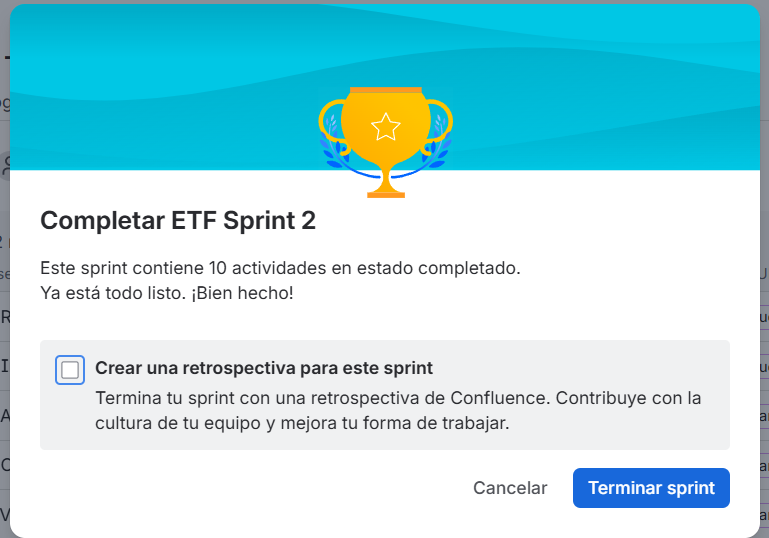 Completar ETF Sprint 2
Este sprint contiene 10 actividades en estado completado.
Ya está todo listo. ¡Bien hecho!
Crear una retrospectiva para este sprint
Termina tu sprint con una retrospectiva de Confluence. Contribuye con la
cultura de tu equipo y mejora tu forma de trabajar.
Cancelar
Terminar sprint